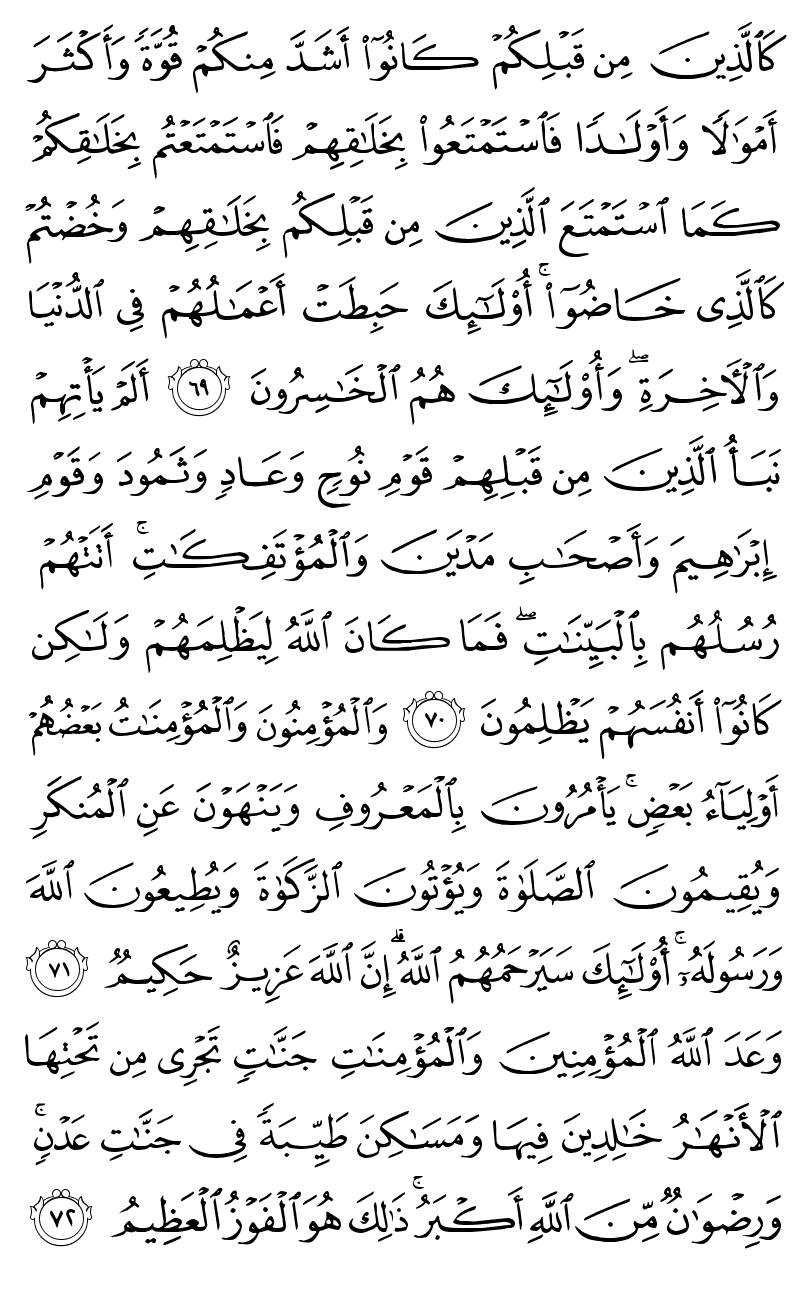 كَٱلَّذِينَ مِن قَبْلِكُمْ كَانُوٓا۟ أَشَدَّ مِنكُمْ قُوَّةً وَأَكْثَرَ
أَمْوَٰلًا وَأَوْلَـٰدًا فَٱسْتَمْتَعُوا۟ بِخَلَـٰقِهِمْ فَٱسْتَمْتَعْتُم بِخَلَـٰقِكُمْ
كَمَا ٱسْتَمْتَعَ ٱلَّذِينَ مِن قَبْلِكُم بِخَلَـٰقِهِمْ وَخُضْتُمْ
كَٱلَّذِى خَاضُوٓا۟ ۚ أُو۟لَـٰٓئِكَ حَبِطَتْ أَعْمَـٰلُهُمْ فِى ٱلدُّنْيَا
وَٱلْـَٔاخِرَةِ ۖ وَأُو۟لَـٰٓئِكَ هُمُ ٱلْخَـٰسِرُونَ ٦٩ أَلَمْ يَأْتِهِمْ
نَبَأُ ٱلَّذِينَ مِن قَبْلِهِمْ قَوْمِ نُوحٍ وَعَادٍ وَثَمُودَ وَقَوْمِ
إِبْرَٰهِيمَ وَأَصْحَـٰبِ مَدْيَنَ وَٱلْمُؤْتَفِكَـٰتِ ۚ أَتَتْهُمْ
رُسُلُهُم بِٱلْبَيِّنَـٰتِ ۖ فَمَا كَانَ ٱللَّهُ لِيَظْلِمَهُمْ وَلَـٰكِن
كَانُوٓا۟ أَنفُسَهُمْ يَظْلِمُونَ ٧٠ وَٱلْمُؤْمِنُونَ وَٱلْمُؤْمِنَـٰتُ بَعْضُهُمْ
أَوْلِيَآءُ بَعْضٍ ۚ يَأْمُرُونَ بِٱلْمَعْرُوفِ وَيَنْهَوْنَ عَنِ ٱلْمُنكَرِ
وَيُقِيمُونَ ٱلصَّلَوٰةَ وَيُؤْتُونَ ٱلزَّكَوٰةَ وَيُطِيعُونَ ٱللَّهَ
وَرَسُولَهُۥٓ ۚ أُو۟لَـٰٓئِكَ سَيَرْحَمُهُمُ ٱللَّهُ ۗ إِنَّ ٱللَّهَ عَزِيزٌ حَكِيمٌ ٧١
وَعَدَ ٱللَّهُ ٱلْمُؤْمِنِينَ وَٱلْمُؤْمِنَـٰتِ جَنَّـٰتٍ تَجْرِى مِن تَحْتِهَا
ٱلْأَنْهَـٰرُ خَـٰلِدِينَ فِيهَا وَمَسَـٰكِنَ طَيِّبَةً فِى جَنَّـٰتِ عَدْنٍ ۚ
وَرِضْوَٰنٌ مِّنَ ٱللَّهِ أَكْبَرُ ۚ ذَٰلِكَ هُوَ ٱلْفَوْزُ ٱلْعَظِيمُ ٧٢